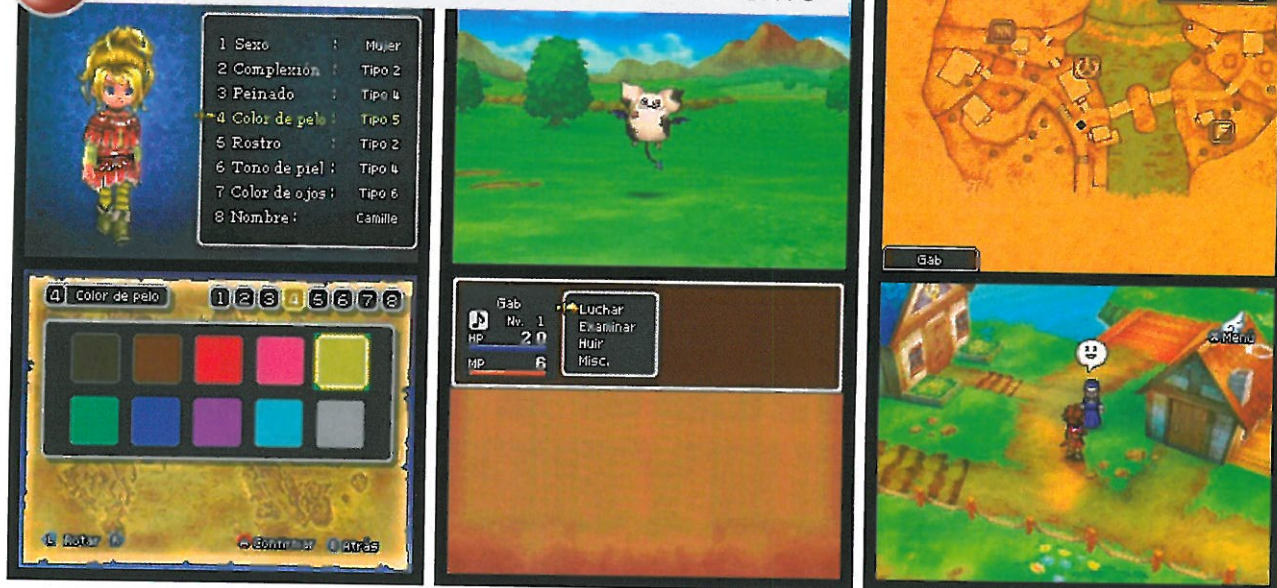 1 Sexo : Mujer
2 Complexión : Tipo 2
3 Peinado : Tipo 4
4 Color de pelo : Tipo 5
5 Rostro : Tipo 2
6 Tono de piel : Tipo 4
7 Color de ojos : Tipo 6
8 Nombre : Camille
4 Color de pelo 1 2 3 4 5 6 7 8
L Rotar R Confirmar Atrás
Gab
Nv. 1
HP 20
MP 6
Luchar
Examinar
Huir
Misc.
Gab
Menú